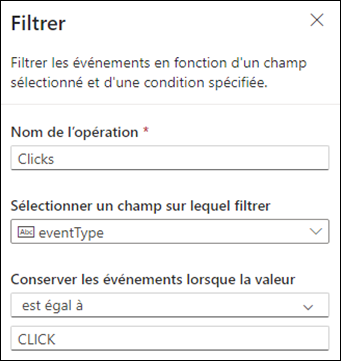 Filtrer
Filtrer les événements en fonction d'un champ
sélectionné et d'une condition spécifiée.
Nom de l'opération *
Clicks
Sélectionner un champ sur lequel filtrer
Abc eventType
Conserver les événements lorsque la valeur
est égal à
CLICK